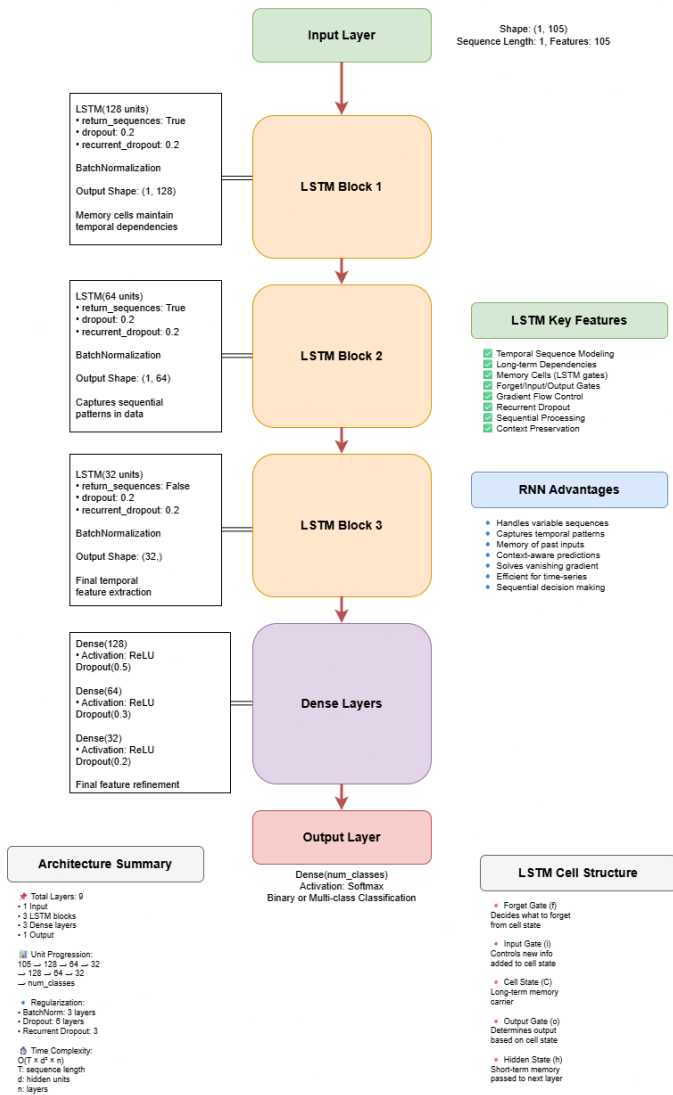 Input Layer
Shape: (1, 105)
Sequence Length: 1, Features: 105
LSTM(128 units)
• return_sequences: True
• dropout: 0.2
• recurrent_dropout: 0.2
BatchNormalization
Output Shape: (1, 128)
Memory cells maintain
temporal dependencies
LSTM Block 1
LSTM(64 units)
• return_sequences: True
• dropout: 0.2
• recurrent_dropout: 0.2
BatchNormalization
Output Shape: (1, 64)
Captures sequential
patterns in data
LSTM Block 2
LSTM Key Features
✅ Temporal Sequence Modeling
✅ Long-term Dependencies
✅ Memory Cells (LSTM gates)
✅ Forget/Input/Output Gates
✅ Gradient Flow Control
✅ Recurrent Dropout
✅ Sequential Processing
✅ Context Preservation
LSTM(32 units)
• return_sequences: False
• dropout: 0.2
• recurrent_dropout: 0.2
BatchNormalization
Output Shape: (32,)
Final temporal
feature extraction
LSTM Block 3
RNN Advantages
🔹 Handles variable sequences
🔹 Captures temporal patterns
🔹 Memory of past inputs
🔹 Context-aware predictions
🔹 Solves vanishing gradient
🔹 Efficient for time-series
🔹 Sequential decision making
Dense(128)
• Activation: ReLU
Dropout(0.5)
Dense(64)
• Activation: ReLU
Dropout(0.3)
Dense(32)
• Activation: ReLU
Dropout(0.2)
Final feature refinement
Dense Layers
Output Layer
Dense(num_classes)
Activation: Softmax
Binary or Multi-class Classification
Architecture Summary
📌 Total Layers: 9
• 1 Input
• 3 LSTM blocks
• 3 Dense layers
• 1 Output
📊 Unit Progression:
105 → 128 → 64 → 32
→ 128 → 64 → 32
→ num_classes
🔹 Regularization:
• BatchNorm: 3 layers
• Dropout: 6 layers
• Recurrent Dropout: 3
⏱ Time Complexity:
O(T × d² × n)
T: sequence length
d: hidden units
n: layers
LSTM Cell Structure
🔸 Forget Gate (f)
Decides what to forget
from cell state
🔸 Input Gate (i)
Controls new info
added to cell state
🔸 Cell State (C)
Long-term memory
carrier
🔸 Output Gate (o)
Determines output
based on cell state
🔸 Hidden State (h)
Short-term memory
passed to next layer